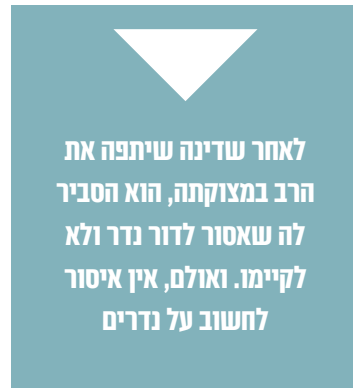 לאחר שדינה שיתפה את
הרב במצוקתה, הוא הסביר
לה שאסור לדור נדר ולא
לקיימו. ואולם, אין איסור
לחשוב על נדרים